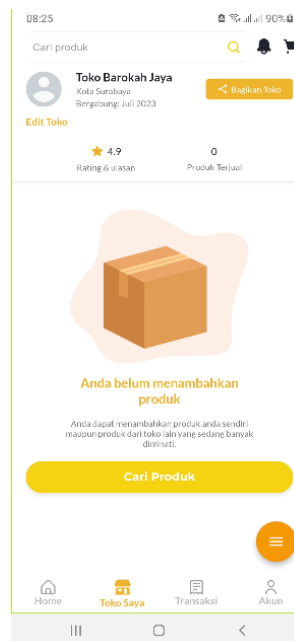 08:25
90%
Cari produk
Toko Barokah Jaya
Kota Surabaya
Bergabung: Juli 2023
Bagikan Toko
Edit Toko
4.9
0
Rating & ulasan
Produk Terjual
Anda belum menambahkan
produk
Anda dapat menambahkan produk anda sendiri
maupun produk dari toko lain yang sedang banyak
diminati.
Cari Produk
Home
Toko Saya
Transaksi
Akun